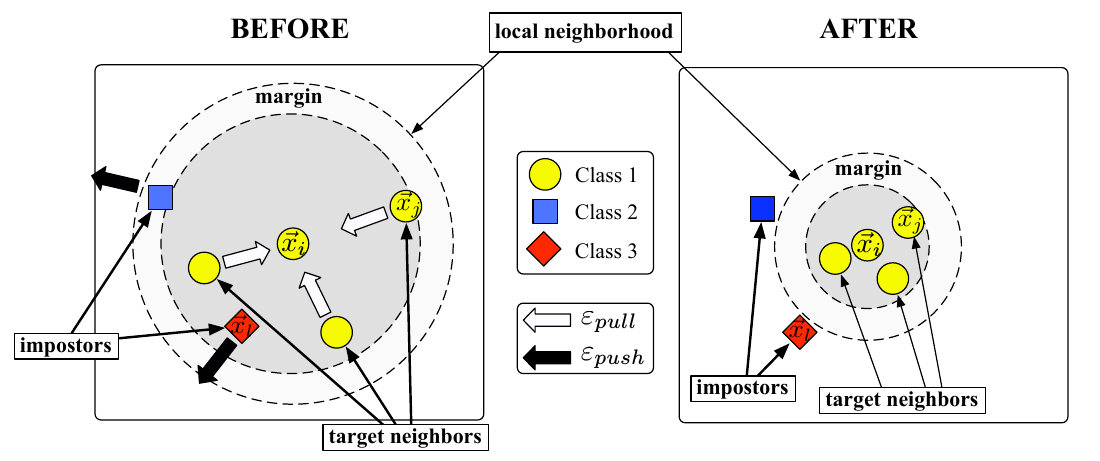 BEFORE
local neighborhood
AFTER
margin
margin
Class 1
Class 2
Class 3
$\vec{x}_j$
$\vec{x}_i$
$\vec{x}_l$
$\vec{x}_j$
$\vec{x}_i$
$\vec{x}_l$
$\varepsilon_{pull}$
$\varepsilon_{push}$
impostors
target neighbors
impostors
target neighbors